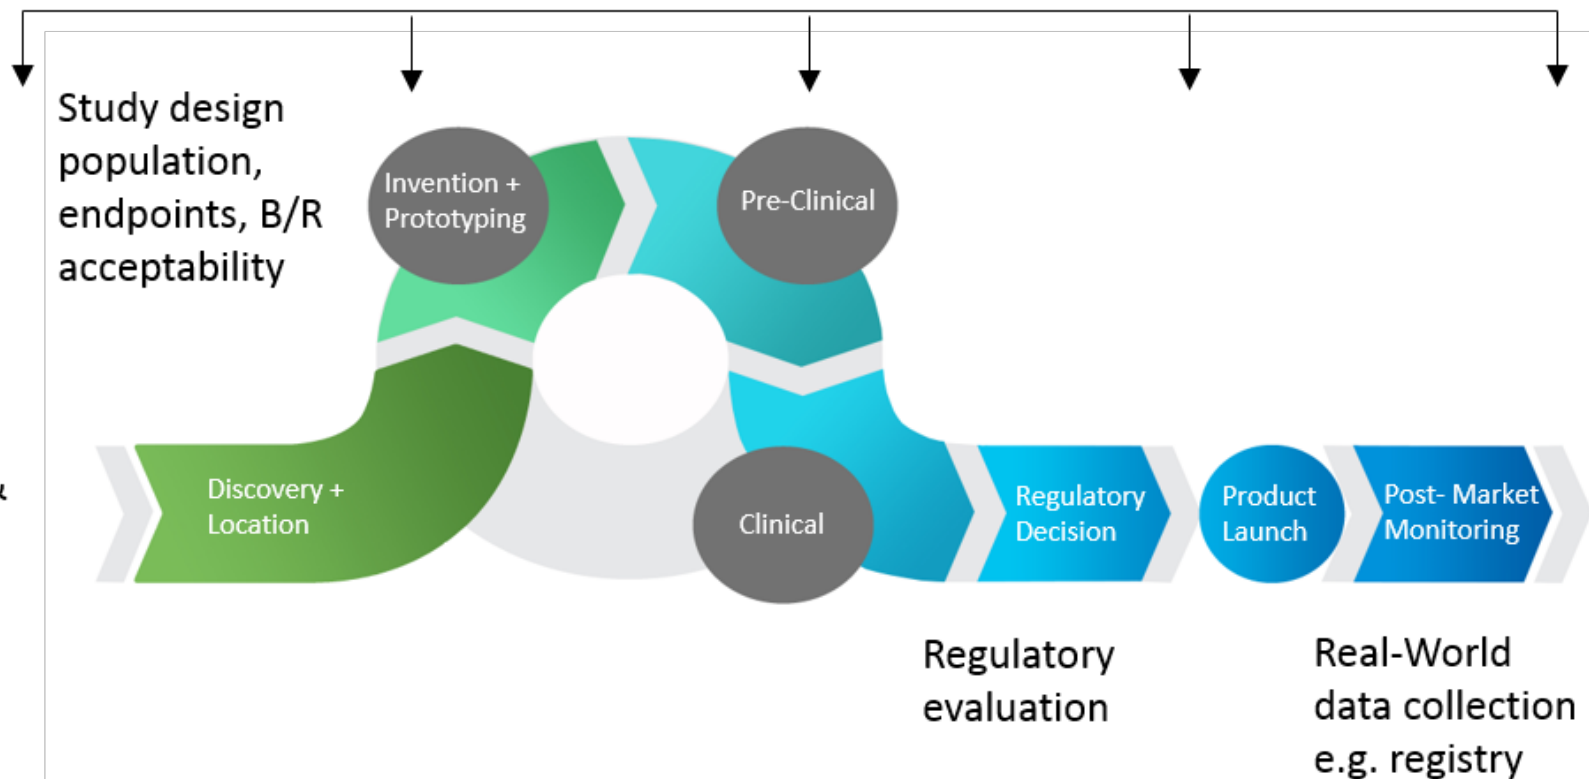 Study design
population,
endpoints, B/R
acceptability
Invention +
Prototyping
Pre-Clinical
Discovery +
Location
&
Clinical
Regulatory
Decision
Product
Launch
Post- Market
Monitoring
Regulatory
evaluation
Real-World
data collection
e.g. registry